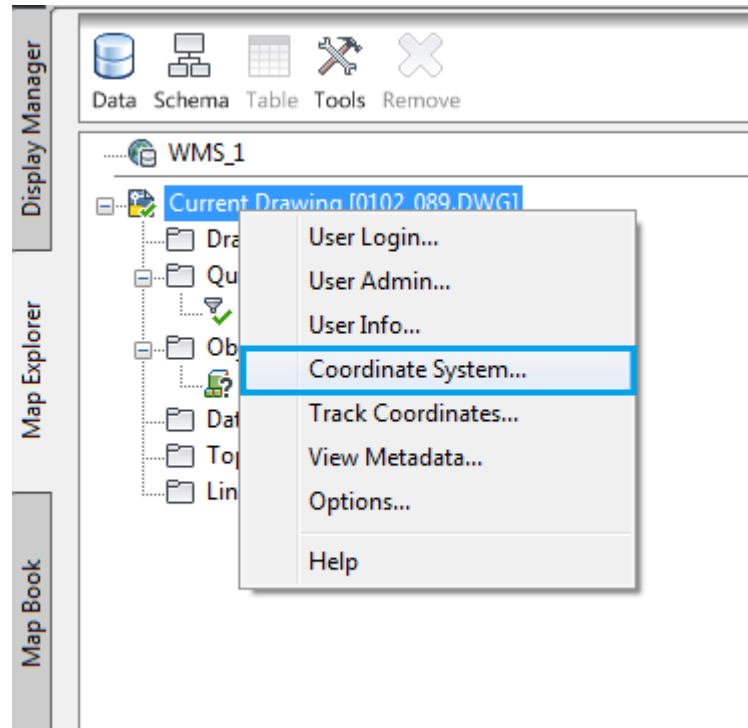 Display Manager
Map Explorer
Map Book
Data Schema Table Tools Remove
WMS_1
Current Drawing [0102_089.DWG]
Dra
Qu
Ob
Dat
Top
Lin
User Login...
User Admin...
User Info...
Coordinate System...
Track Coordinates...
View Metadata...
Options...
Help